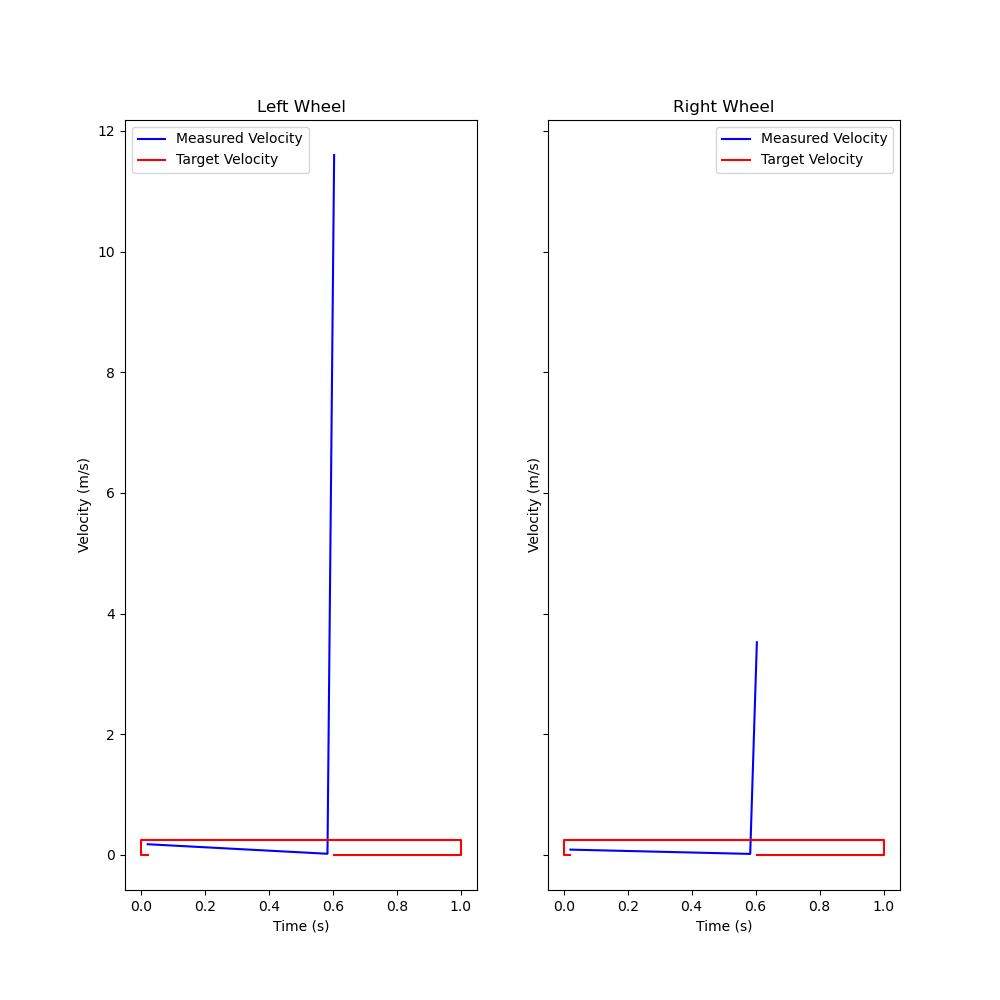 Left Wheel
Measured Velocity
Target Velocity
12
10
8
6
4
2
0
Velocity (m/s)
0.0 0.2 0.4 0.6 0.8 1.0
Time (s)
Right Wheel
Measured Velocity
Target Velocity
Velocity (m/s)
0.0 0.2 0.4 0.6 0.8 1.0
Time (s)